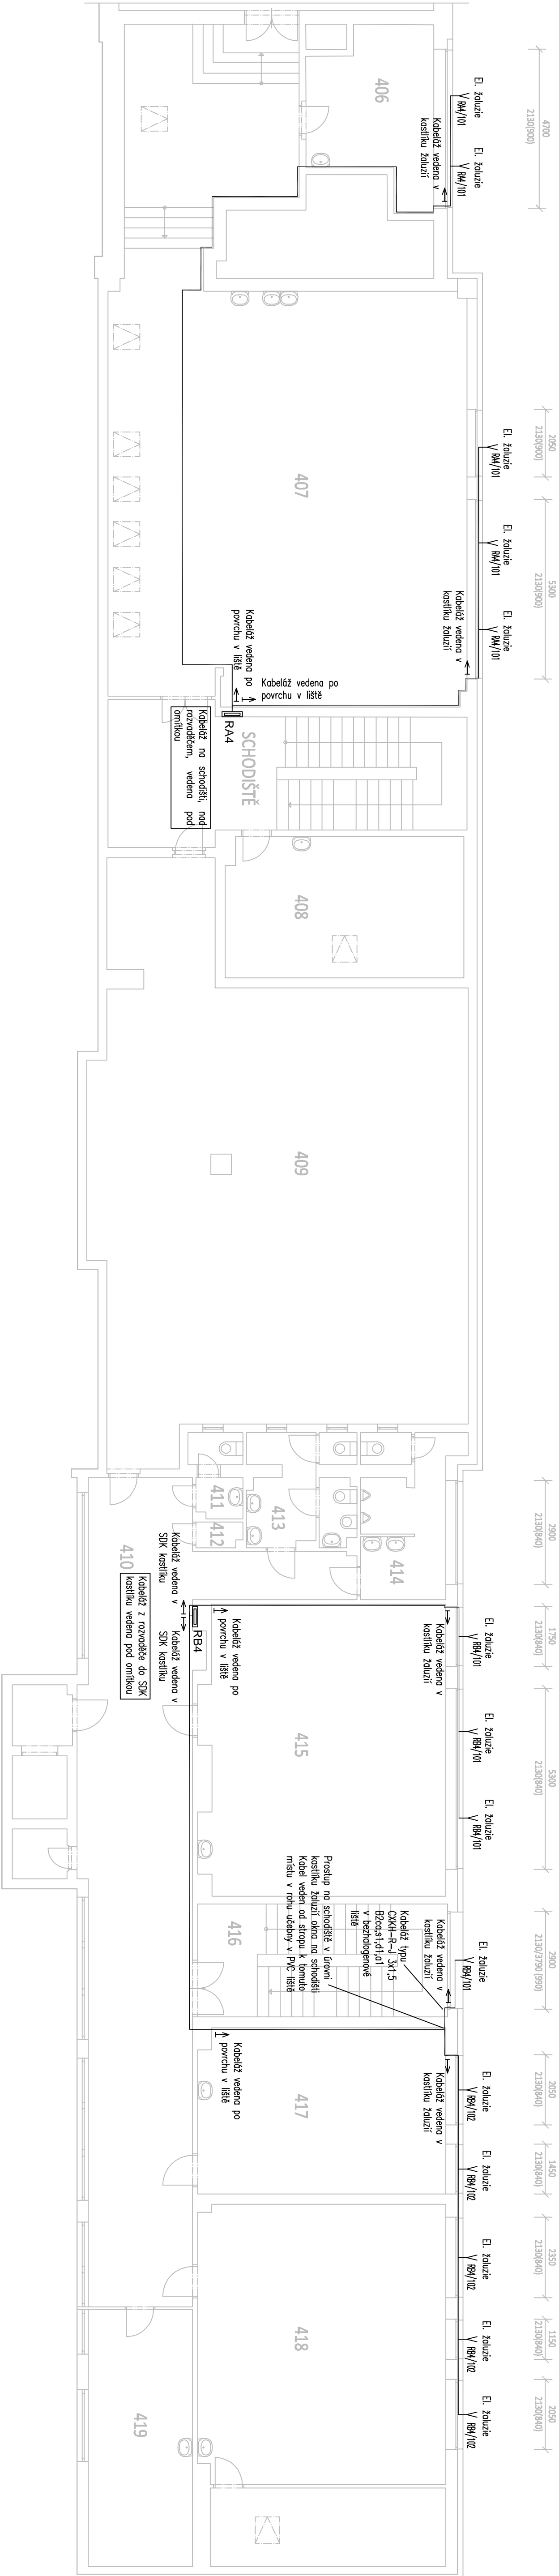 4700
2130(900)
El. žaluzie
RA4/101
El. žaluzie
RA4/101
Kabeláž vedena v
kastlíku žaluzií
406
2050
2130(900)
5300
2130(900)
El. žaluzie
RA4/101
El. žaluzie
RA4/101
El. žaluzie
RA4/101
Kabeláž vedena v
kastlíku žaluzií
407
Kabeláž vedena po
povrchu v liště
Kabeláž vedena po
povrchu v liště
RA4
SCHODIŠTĚ
Kabeláž na schodišti, nad
rozvaděčem, vedena pod
omítkou
408
409
2900
2130(840)
1750
2130(840)
5300
2130(840)
411
412
413
414
410
Kabeláž vedena v
SDK kastlíku
Kabeláž vedena v
SDK kastlíku
Kabeláž z rozvaděče do SDK
kastlíku vedena pod omítkou
RB4
Kabeláž vedena po
povrchu v liště
Kabeláž vedena v
kastlíku žaluzií
El. žaluzie
RB4/101
El. žaluzie
RB4/101
El. žaluzie
RB4/101
415
2900
2130/3790(990)
El. žaluzie
RB4/101
Kabeláž vedena v
kastlíku žaluzií
Kabeláž typu
CXKH-R-J 3x1,5
B2ca,s1,d1,a1
v bezhalogenové
liště
Prostup na schodiště v úrovni
kastlíku žaluzií okna na schodišti
Kabel veden od stropu k tomuto
místu v rohu učebny v PVC liště
416
Kabeláž vedena v
kastlíku žaluzií
Kabeláž vedena po
povrchu v liště
417
2050
2130(840)
1450
2130(840)
2350
2130(840)
1150
2130(840)
2050
2130(840)
El. žaluzie
RB4/102
El. žaluzie
RB4/102
El. žaluzie
RB4/102
El. žaluzie
RB4/102
El. žaluzie
RB4/102
418
419